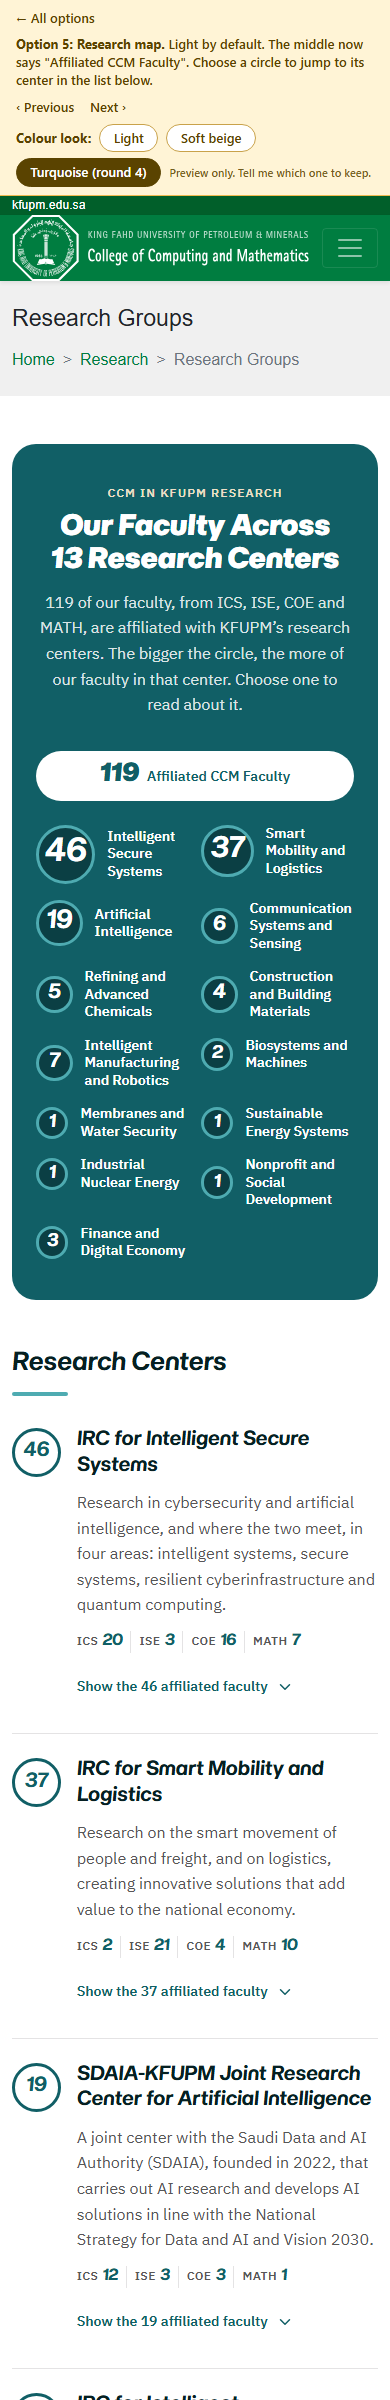 ← All options
Option 5: Research map. Light by default. The middle now
says "Affiliated CCM Faculty". Choose a circle to jump to its
center in the list below.
‹ Previous Next ›
Colour look: Light Soft beige
Turquoise (round 4) Preview only. Tell me which one to keep.
kfupm.edu.sa
KING FAHD UNIVERSITY OF PETROLEUM & MINERALS
College of Computing and Mathematics
Research Groups
Home > Research > Research Groups
CCM IN KFUPM RESEARCH
Our Faculty Across
13 Research Centers
119 of our faculty, from ICS, ISE, COE and
MATH, are affiliated with KFUPM’s research
centers. The bigger the circle, the more of
our faculty in that center. Choose one to
read about it.
119 Affiliated CCM Faculty
46 Intelligent
Secure
Systems
37 Smart
Mobility and
Logistics
19 Artificial
Intelligence
6 Communication
Systems and
Sensing
5 Refining and
Advanced
Chemicals
4 Construction
and Building
Materials
7 Intelligent
Manufacturing
and Robotics
2 Biosystems and
Machines
1 Membranes and
Water Security
1 Sustainable
Energy Systems
1 Industrial
Nuclear Energy
1 Nonprofit and
Social
Development
3 Finance and
Digital Economy
Research Centers
46 IRC for Intelligent Secure
Systems
Research in cybersecurity and artificial
intelligence, and where the two meet, in
four areas: intelligent systems, secure
systems, resilient cyberinfrastructure and
quantum computing.
ICS 20 ISE 3 COE 16 MATH 7
Show the 46 affiliated faculty
37 IRC for Smart Mobility and
Logistics
Research on the smart movement of
people and freight, and on logistics,
creating innovative solutions that add
value to the national economy.
ICS 2 ISE 21 COE 4 MATH 10
Show the 37 affiliated faculty
19 SDAIA-KFUPM Joint Research
Center for Artificial Intelligence
A joint center with the Saudi Data and AI
Authority (SDAIA), founded in 2022, that
carries out AI research and develops AI
solutions in line with the National
Strategy for Data and AI and Vision 2030.
ICS 12 ISE 3 COE 3 MATH 1
Show the 19 affiliated faculty
IRC for Intelligent